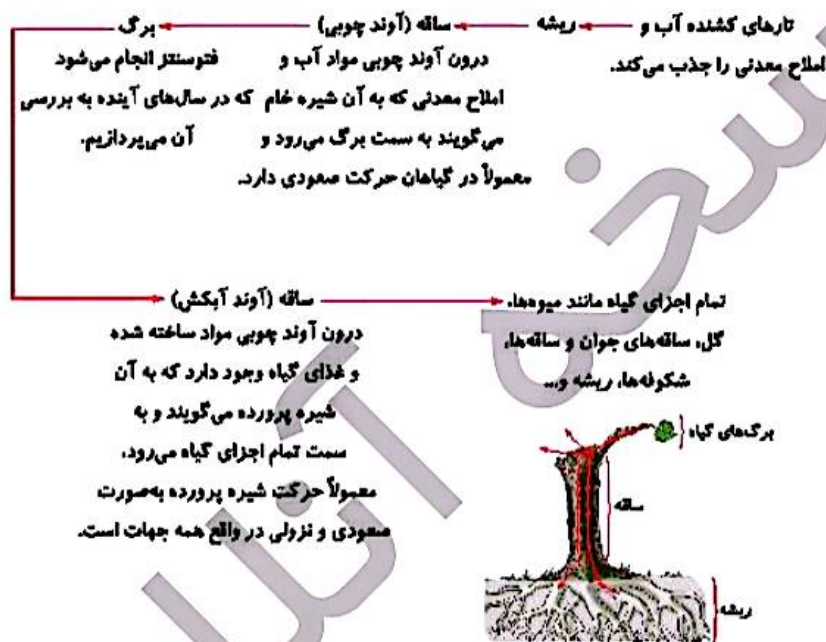 تارهای کشنده آب و
املاح معدنی را جذب می‌کند.
ریشه
ساقه (آوند چوبی)
درون آوند چوبی مواد آب و
املاح معدنی که به آن شیره خام
می‌گویند به سمت برگ می‌رود و
معمولاً در گیاهان حرکت صعودی دارد.
برگ
فتوسنتز انجام می‌شود
که در سال‌های آینده به بررسی
آن می‌پردازیم.
ساقه (آوند آبکش)
درون آوند چوبی مواد ساخته شده
و غذای گیاه وجود دارد که به آن
شیره پرورده می‌گویند و به
سمت تمام اجزای گیاه می‌رود.
معمولاً حرکت شیره پرورده به‌صورت
صعودی و نزولی در واقع همه جهات است.
تمام اجزای گیاه مانند میوه‌ها،
گل، ساقه‌های جوان و ساقه‌ها،
شکوفه‌ها، ریشه و...
برگ‌های گیاه
ساقه
ریشه